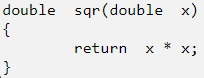 double  sqr(double  x)
{
        return  x * x;
}